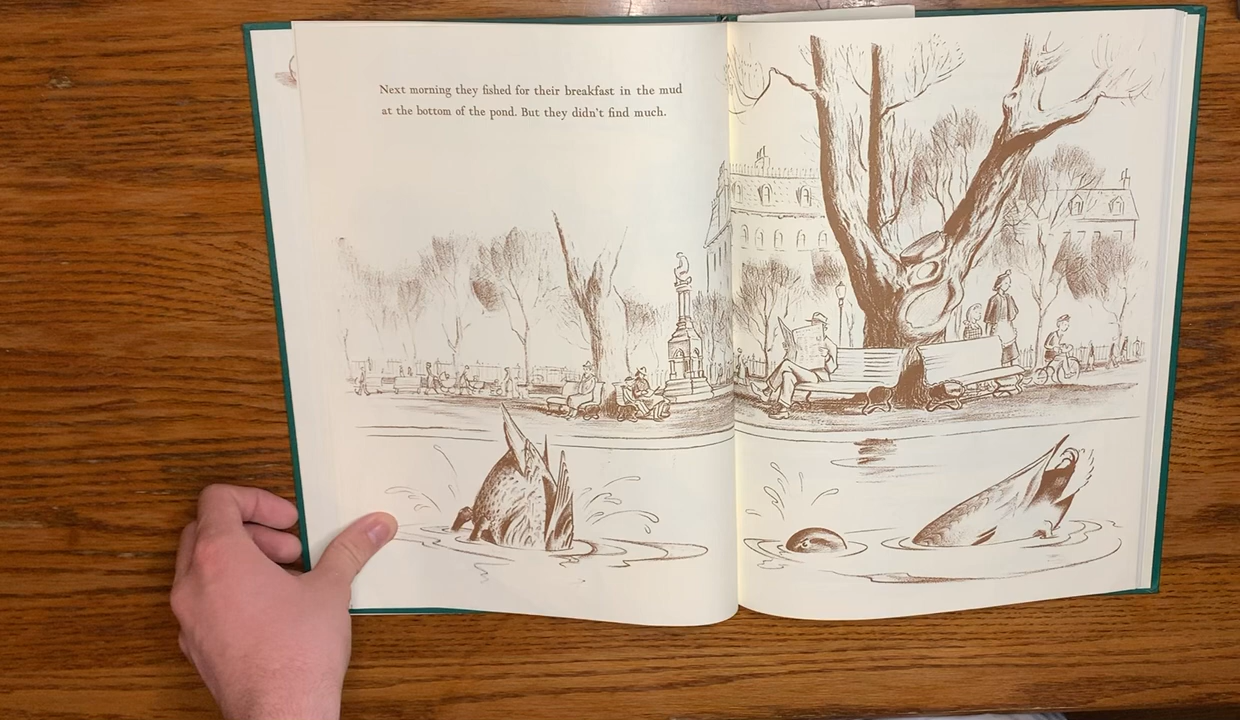 Next morning they fished for their breakfast in the mud
at the bottom of the pond. But they didn't find much.